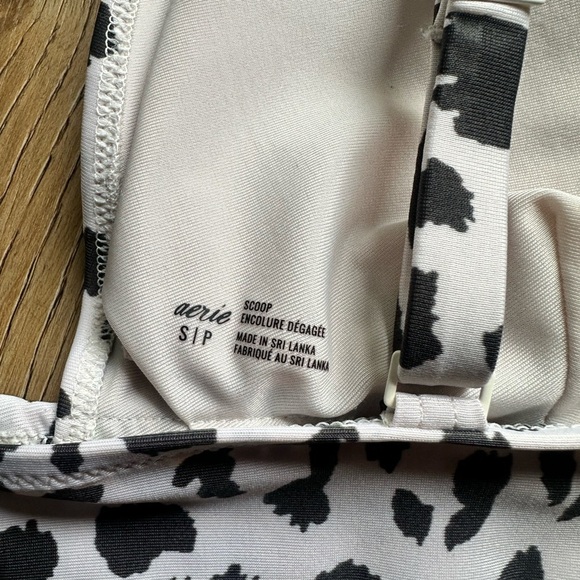 aerie
S|P
SCOOP
ENCOLURE DÉGAGÉE
MADE IN SRI LANKA
FABRIQUÉ AU SRI LANKA